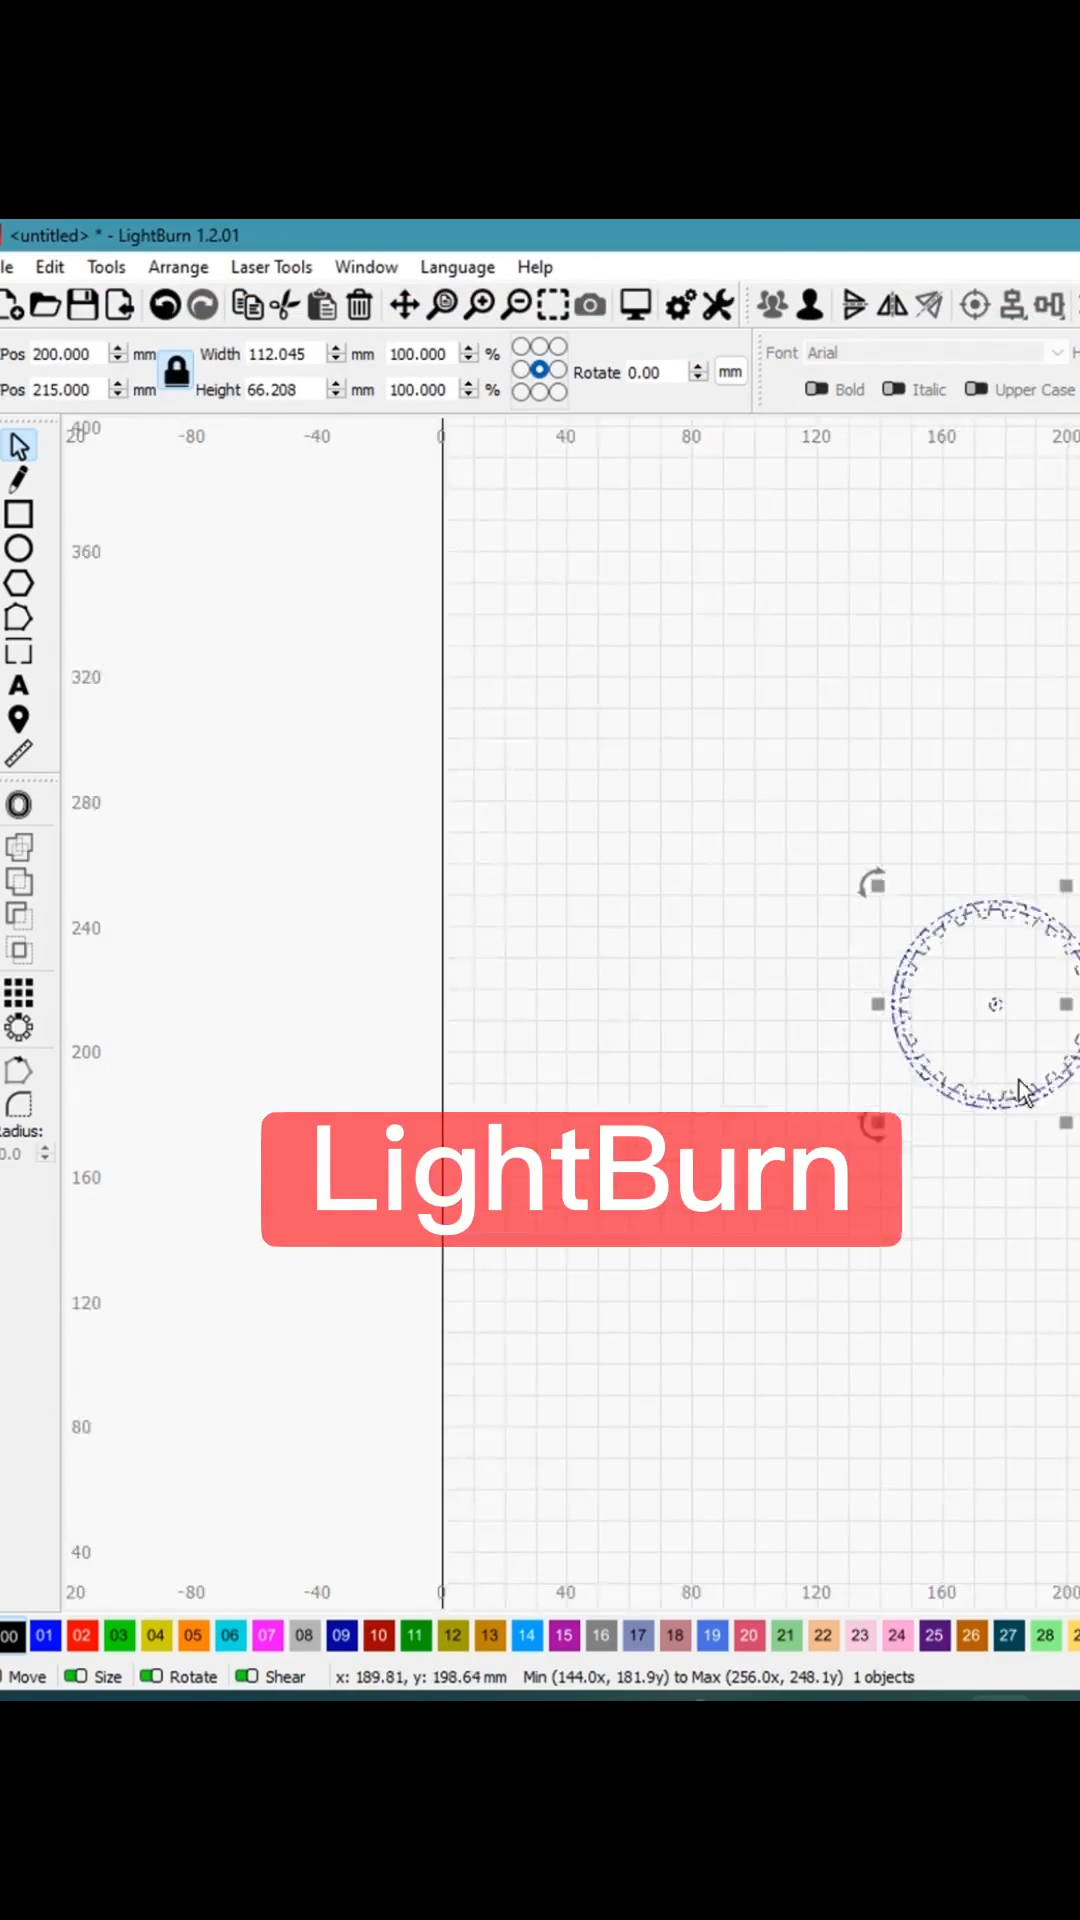 <untitled> * - LightBurn 1.2.01
le Edit Tools Arrange Laser Tools Window Language Help
Pos 200.000 mm Width 112.045 mm 100.000 %
Pos 215.000 mm Height 66.208 mm 100.000 %
Rotate 0.00 mm
Font Arial H
Bold Italic Upper Case
400
20 -80 -40 0 40 80 120 160 200
360
320
280
240
200
adius:
0.0
LightBurn
160
120
80
40
20 -80 -40 0 40 80 120 160 200
00 01 02 03 04 05 06 07 08 09 10 11 12 13 14 15 16 17 18 19 20 21 22 23 24 25 26 27 28 2
Move Size Rotate Shear x: 189.81, y: 198.64 mm Min (144.0x, 181.9y) to Max (256.0x, 248.1y) 1 objects